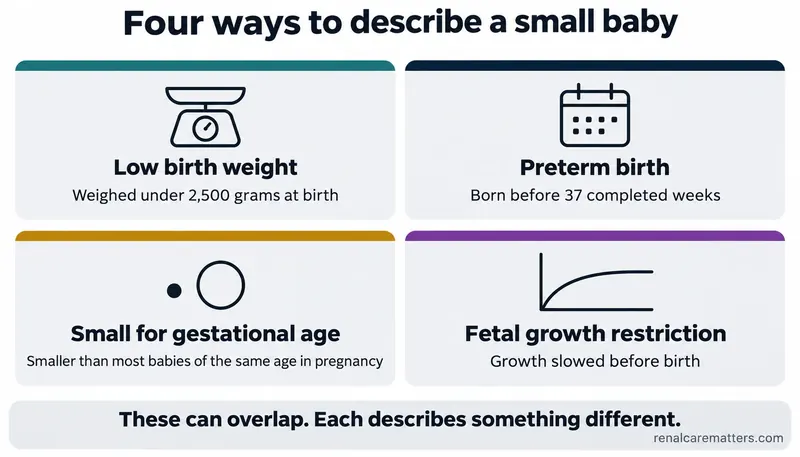 Four ways to describe a small baby
Low birth weight
Weighed under 2,500 grams at birth
Preterm birth
Born before 37 completed weeks
Small for gestational age
Smaller than most babies of the same age in pregnancy
Fetal growth restriction
Growth slowed before birth
These can overlap. Each describes something different.
renalcarematters.com